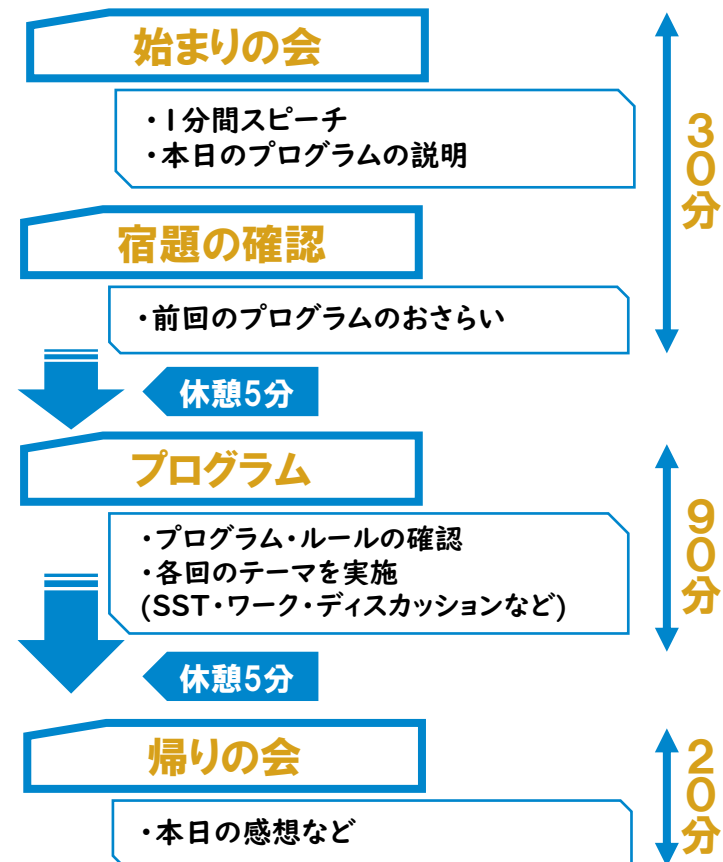 始まりの会
・1分間スピーチ
・本日のプログラムの説明
30分
宿題の確認
・前回のプログラムのおさらい
休憩5分
プログラム
・プログラム・ルールの確認
・各回のテーマを実施
(SST・ワーク・ディスカッションなど)
90分
休憩5分
帰りの会
・本日の感想など
20分